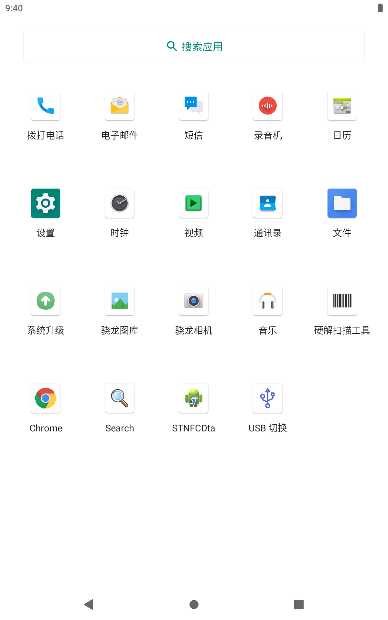 9:40
搜索应用
拨打电话
电子邮件
短信
录音机
日历
设置
时钟
视频
通讯录
文件
系统升级
骁龙图库
骁龙相机
音乐
硬解扫描工具
Chrome
Search
STNFCDta
USB 切换